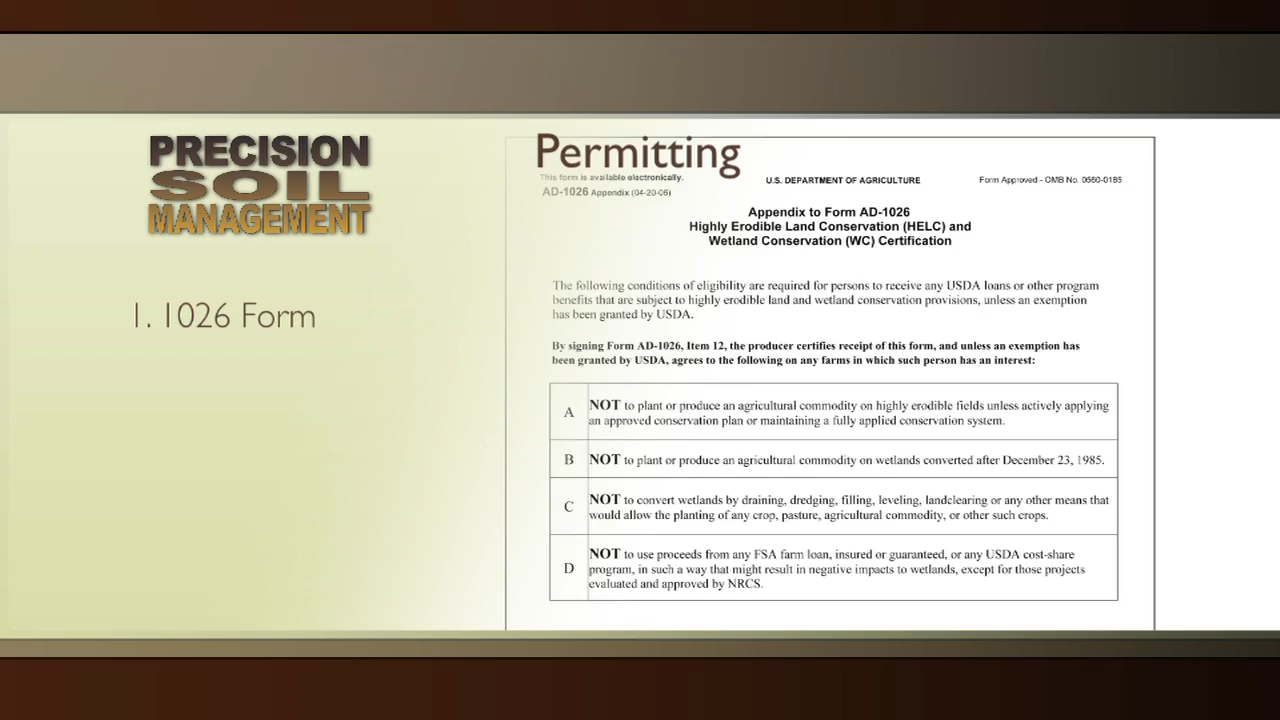 PRECISION
SOIL
MANAGEMENT
1. 1026 Form
Permitting
This form is available electronically.
AD-1026 Appendix (04-20-06)
U.S. DEPARTMENT OF AGRICULTURE
Form Approved - OMB No. 0560-0185
Appendix to Form AD-1026
Highly Erodible Land Conservation (HELC) and
Wetland Conservation (WC) Certification
The following conditions of eligibility are required for persons to receive any USDA loans or other program
benefits that are subject to highly erodible land and wetland conservation provisions, unless an exemption
has been granted by USDA.
By signing Form AD-1026, Item 12, the producer certifies receipt of this form, and unless an exemption has
been granted by USDA, agrees to the following on any farms in which such person has an interest:
A
NOT to plant or produce an agricultural commodity on highly erodible fields unless actively applying
an approved conservation plan or maintaining a fully applied conservation system.
B
NOT to plant or produce an agricultural commodity on wetlands converted after December 23, 1985.
C
NOT to convert wetlands by draining, dredging, filling, leveling, landclearing or any other means that
would allow the planting of any crop, pasture, agricultural commodity, or other such crops.
D
NOT to use proceeds from any FSA farm loan, insured or guaranteed, or any USDA cost-share
program, in such a way that might result in negative impacts to wetlands, except for those projects
evaluated and approved by NRCS.